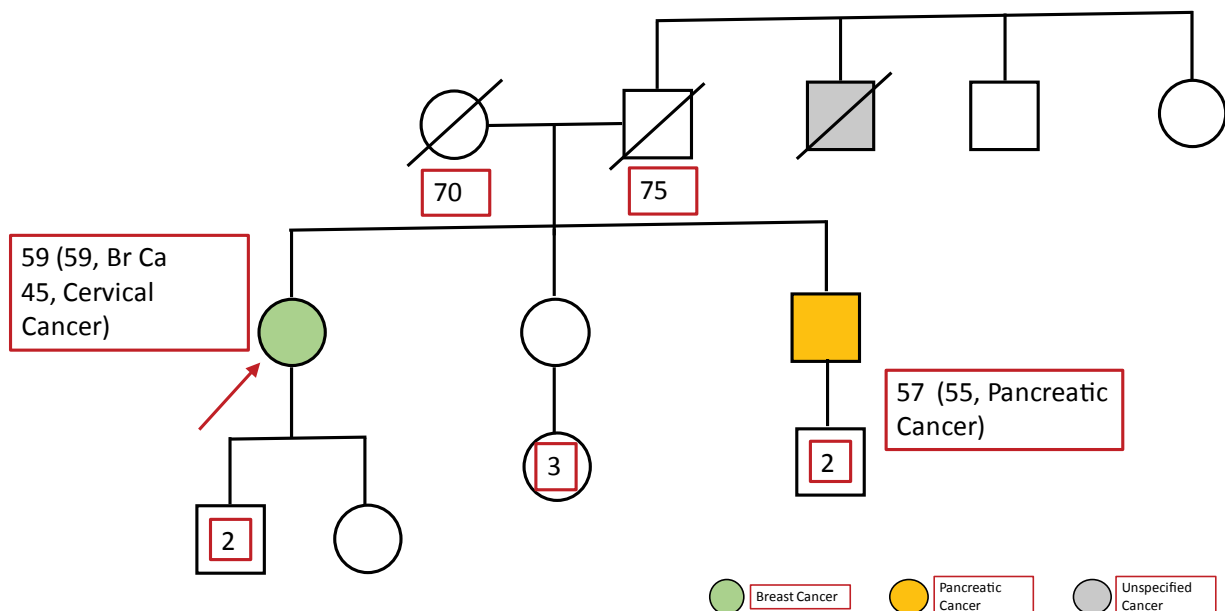 70
75
59 (59, Br Ca
45, Cervical
Cancer)
57 (55, Pancreatic
Cancer)
3
2
2
Breast Cancer
Pancreatic
Cancer
Unspecified
Cancer